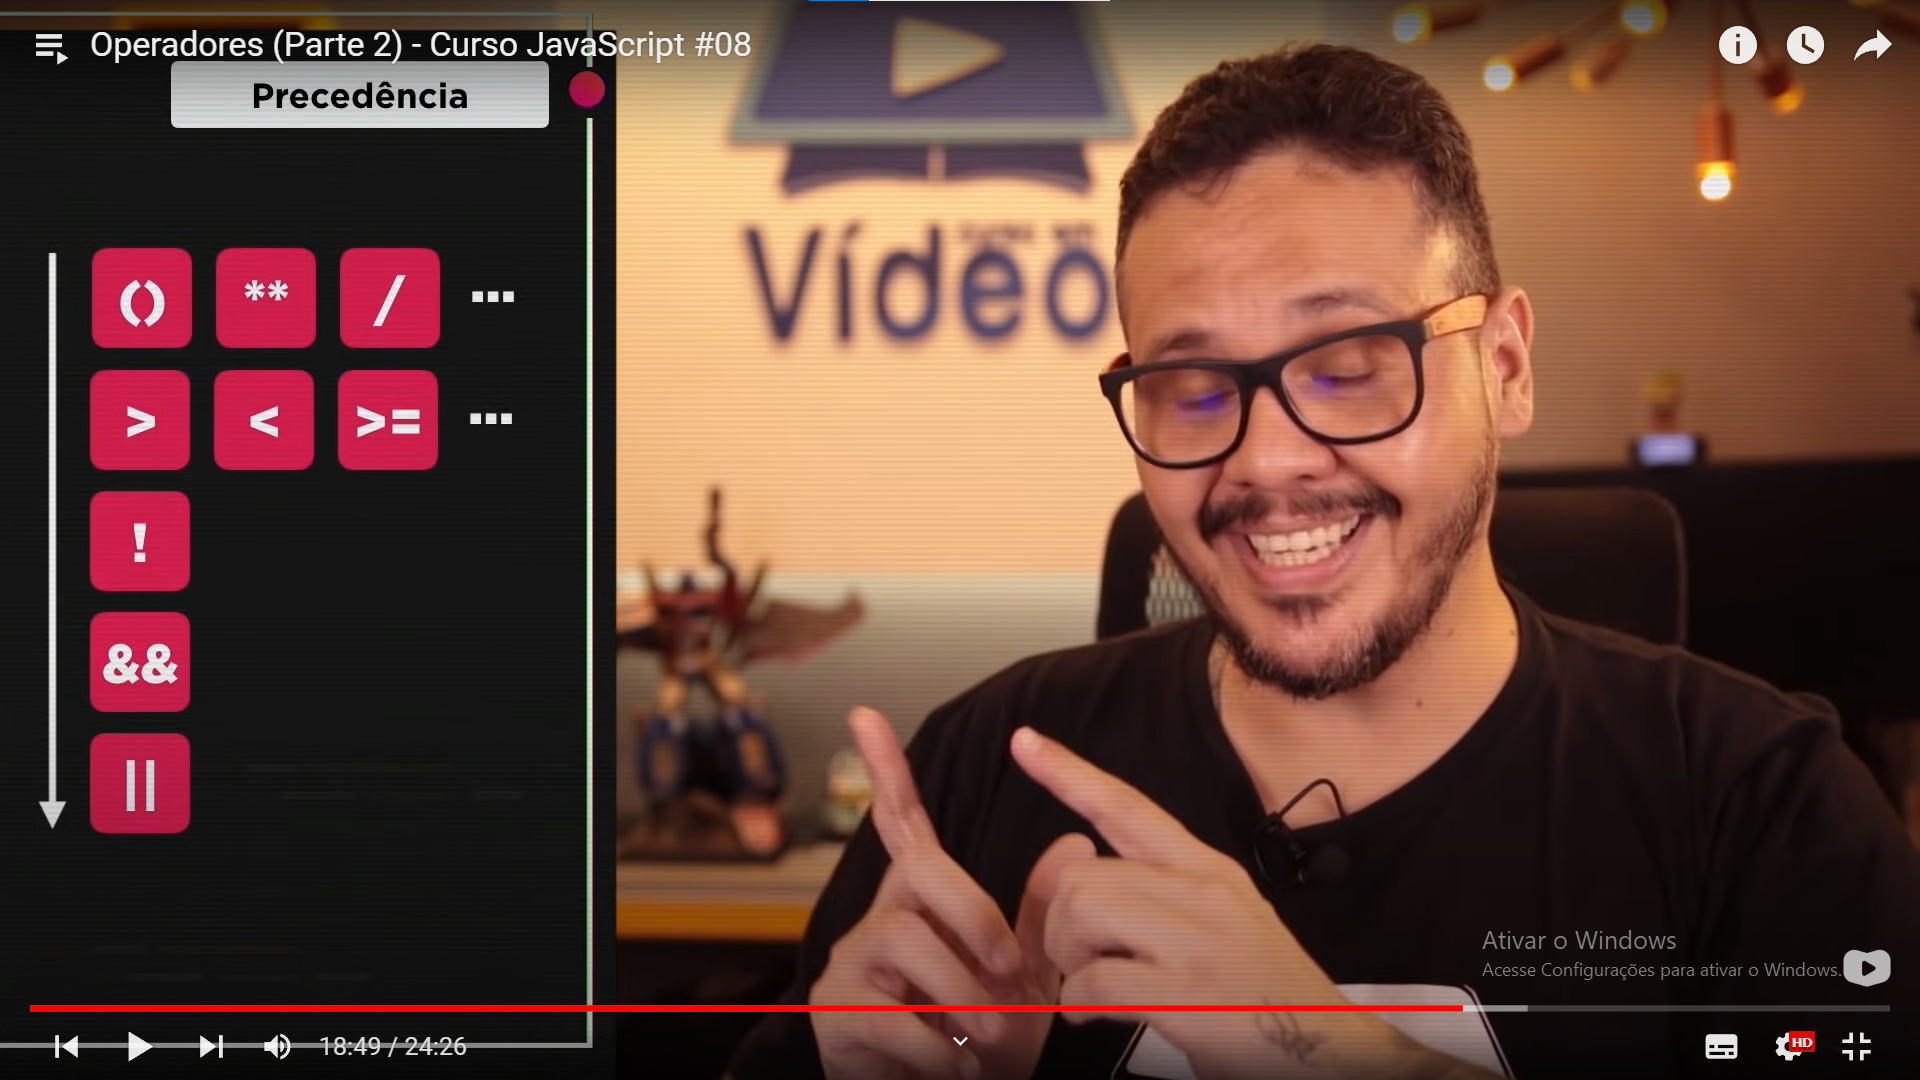 Operadores (Parte 2) - Curso JavaScript #08
Precedência
() ** / ...
> < >= ...
!
&&
||
Vídeo
Ativar o Windows
Acesse Configurações para ativar o Windows.
18:49 / 24:26
HD